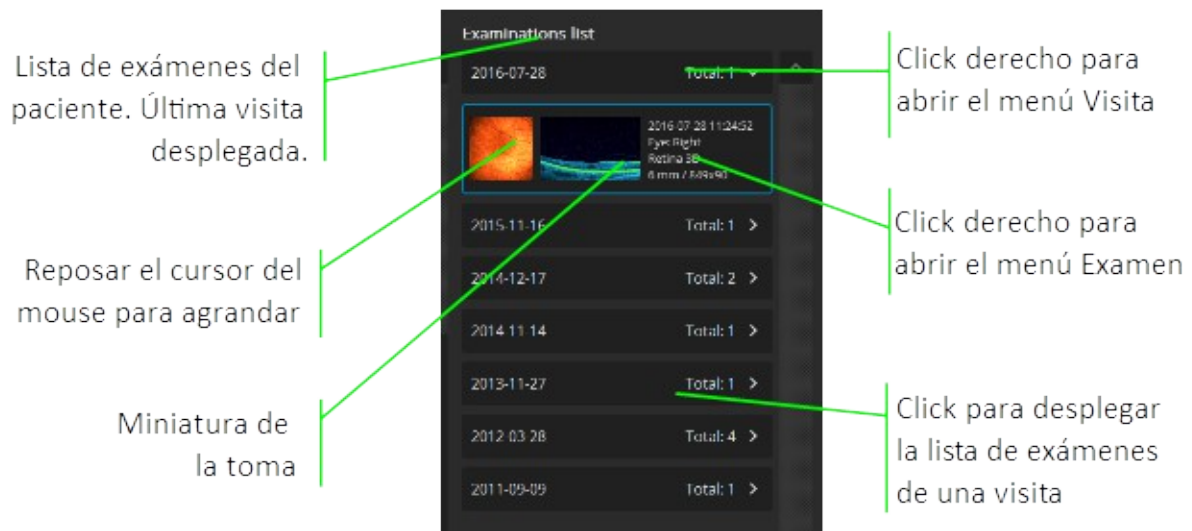 Lista de exámenes del
paciente. Última visita
desplegada.
Reposar el cursor del
mouse para agrandar
Miniatura de
la toma
Examinations list
2016-07-28 Total: 1
2016-07-28 11:24:52
Eye: Right
Retina 3D
6 mm / 849x90
2015-11-16 Total: 1
2014-12-17 Total: 2
2014-11-14 Total: 1
2013-11-27 Total: 1
2012-03-28 Total: 4
2011-09-09 Total: 1
Click derecho para
abrir el menú Visita
Click derecho para
abrir el menú Examen
Click para desplegar
la lista de exámenes
de una visita